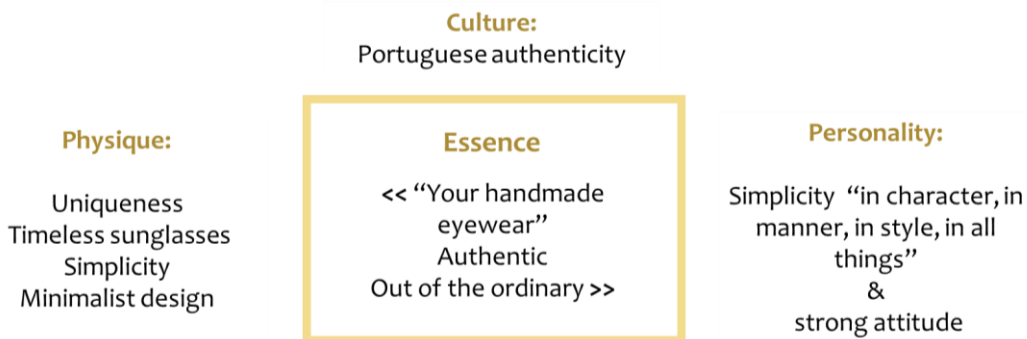 Culture:
Portuguese authenticity
Physique:
Uniqueness
Timeless sunglasses
Simplicity
Minimalist design
Essence
<< “Your handmade
eyewear”
Authentic
Out of the ordinary >>
Personality:
Simplicity “in character, in
manner, in style, in all
things”
&
strong attitude